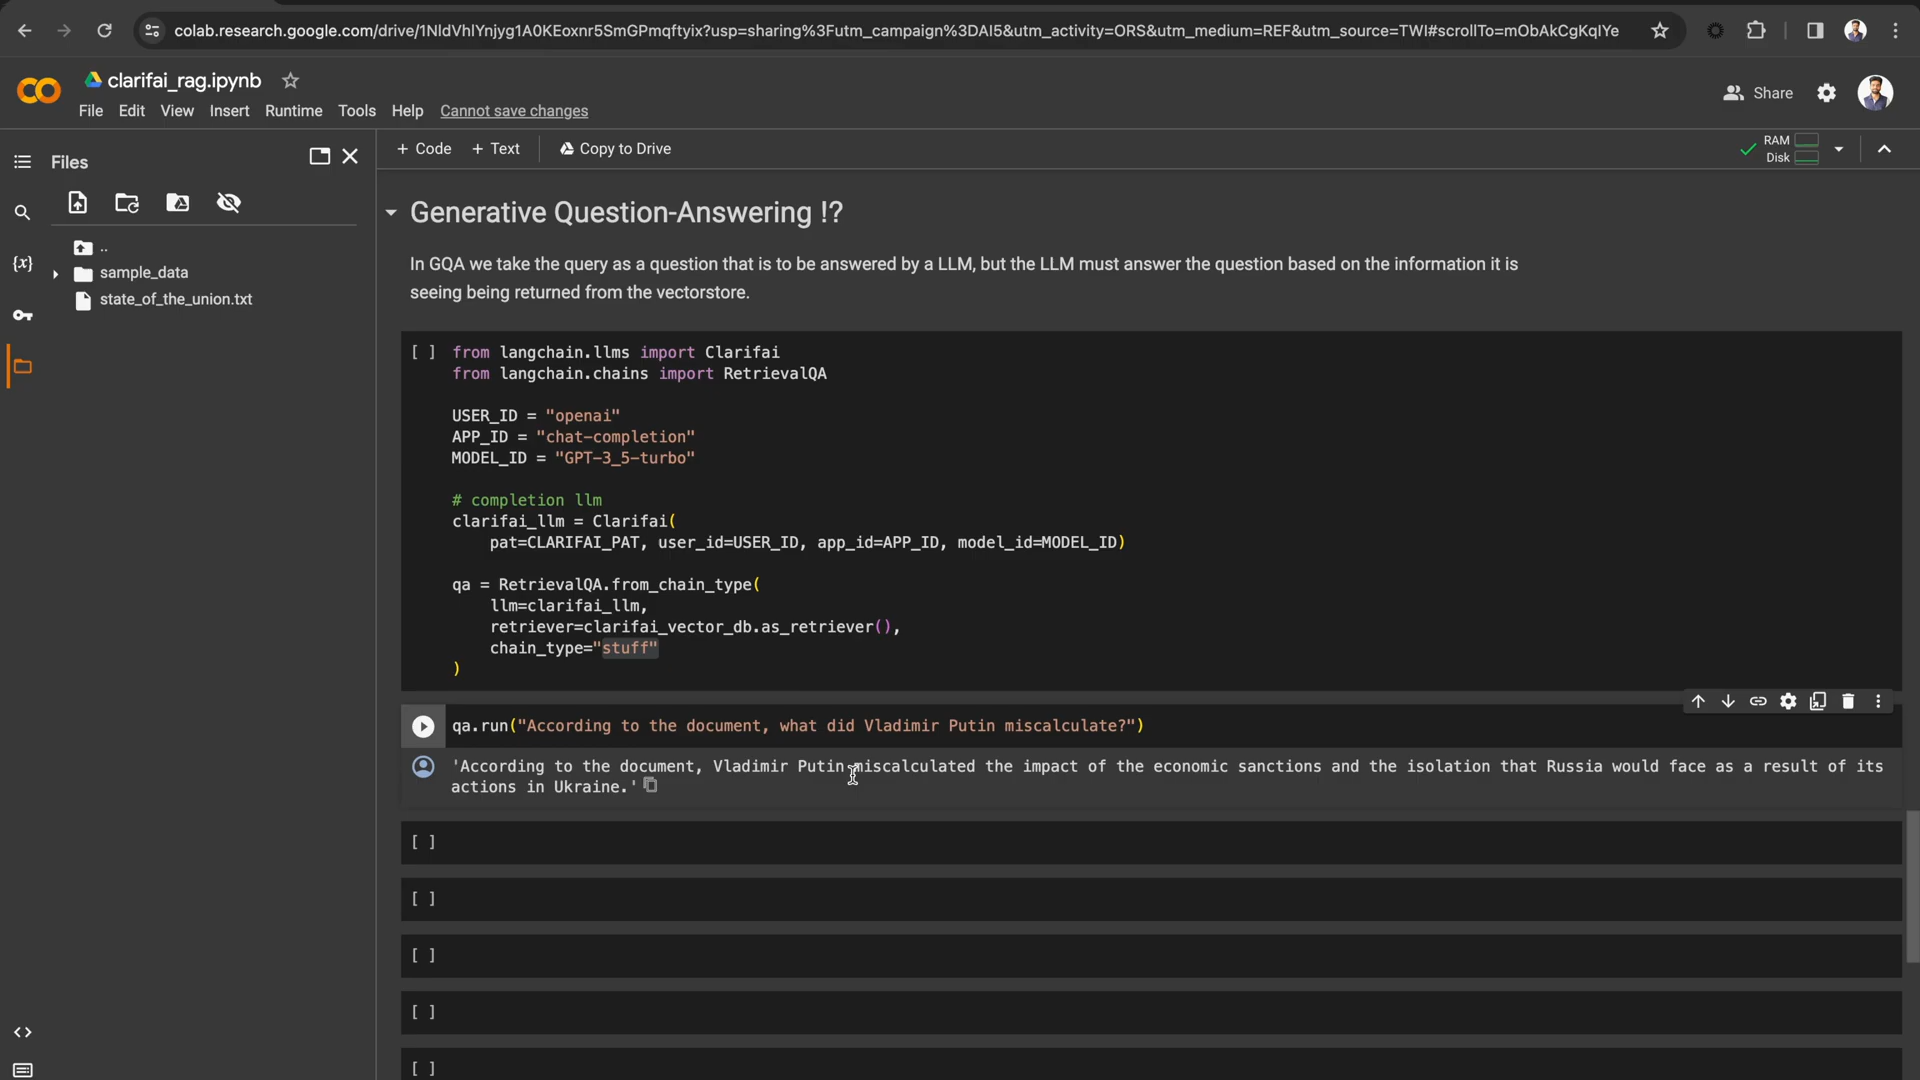 colab.research.google.com/drive/1NldVhlYnjyg1A0KEoxnr5SmGPmqftyix?usp=sharing%3Futm_campaign%3DAI5&utm_activity=ORS&utm_medium=REF&utm_source=TWI#scrollTo=mObAkCgKqIYe
clarifai_rag.ipynb
File Edit View Insert Runtime Tools Help Cannot save changes
Share
Files
+ Code + Text Copy to Drive
RAM
Disk
..
sample_data
state_of_the_union.txt
{x}
Generative Question-Answering !?
In GQA we take the query as a question that is to be answered by a LLM, but the LLM must answer the question based on the information it is
seeing being returned from the vectorstore.
[ ] from langchain.llms import Clarifai
from langchain.chains import RetrievalQA
USER_ID = "openai"
APP_ID = "chat-completion"
MODEL_ID = "GPT-3_5-turbo"
# completion llm
clarifai_llm = Clarifai(
pat=CLARIFAI_PAT, user_id=USER_ID, app_id=APP_ID, model_id=MODEL_ID)
qa = RetrievalQA.from_chain_type(
llm=clarifai_llm,
retriever=clarifai_vector_db.as_retriever(),
chain_type="stuff"
)
qa.run("According to the document, what did Vladimir Putin miscalculate?")
'According to the document, Vladimir Putin miscalculated the impact of the economic sanctions and the isolation that Russia would face as a result of its
actions in Ukraine.'
[ ]
[ ]
[ ]
[ ]
[ ]